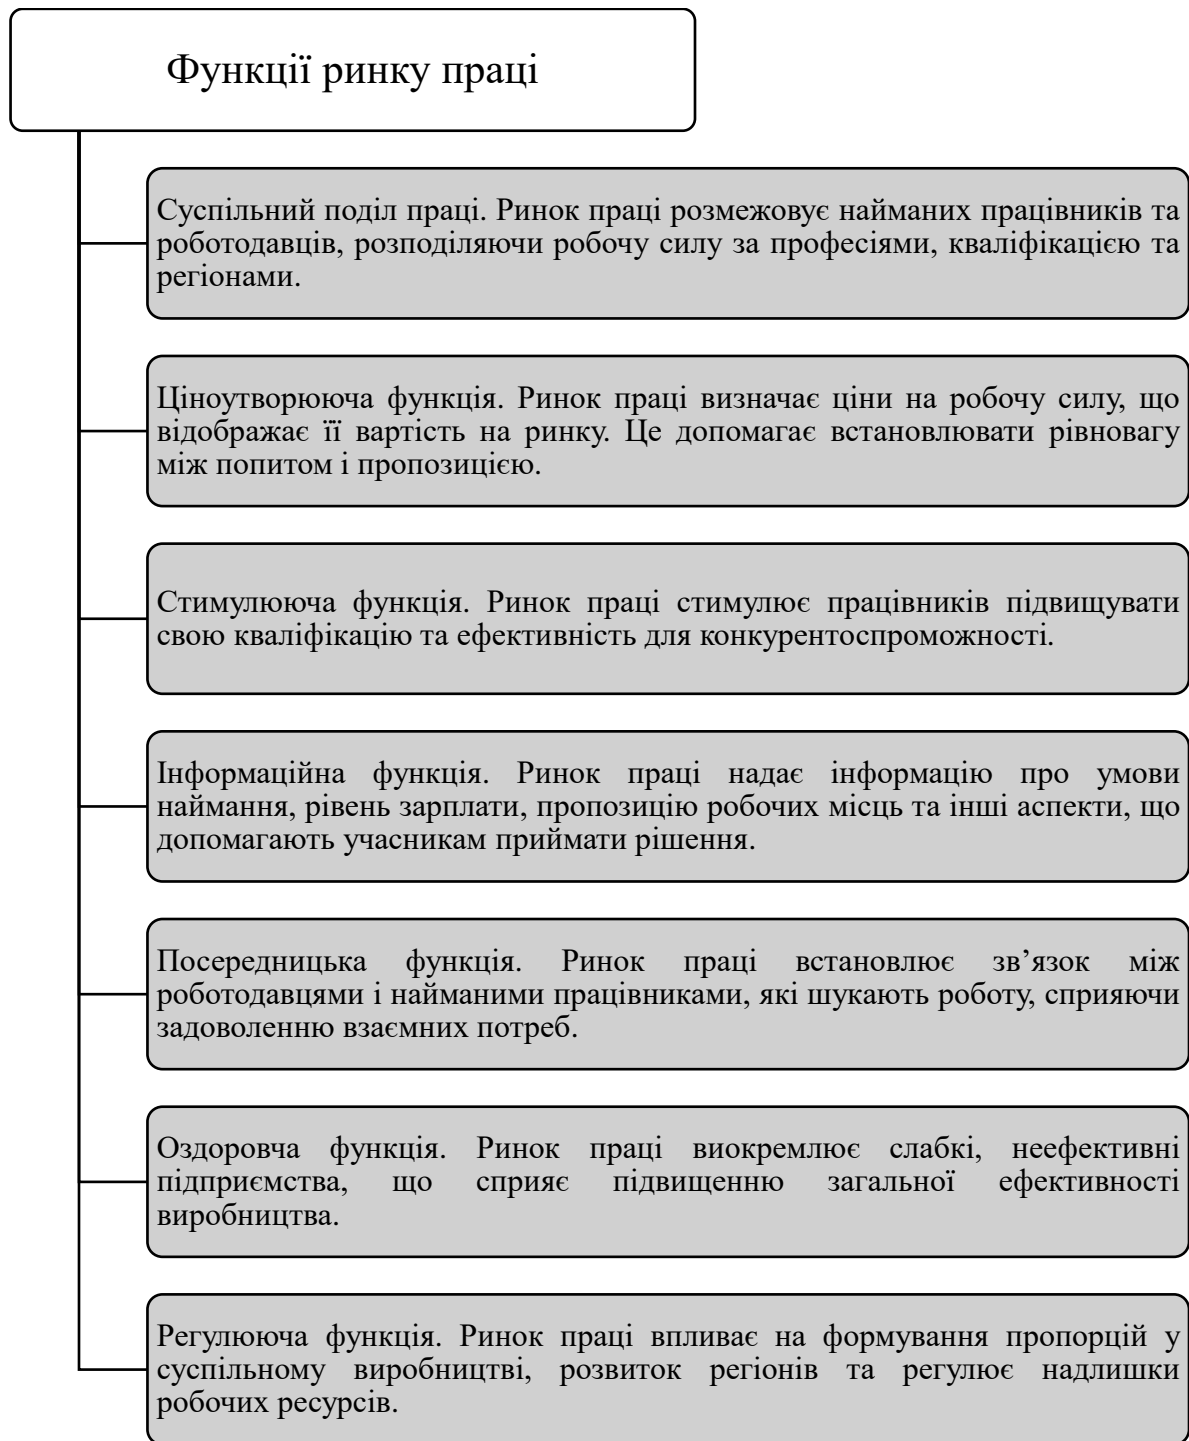 Функції ринку праці
Суспільний поділ праці. Ринок праці розмежовує найманих працівників та
роботодавців, розподіляючи робочу силу за професіями, кваліфікацією та
регіонами.
Ціноутворююча функція. Ринок праці визначає ціни на робочу силу, що
відображає її вартість на ринку. Це допомагає встановлювати рівновагу
між попитом і пропозицією.
Стимулююча функція. Ринок праці стимулює працівників підвищувати
свою кваліфікацію та ефективність для конкурентоспроможності.
Інформаційна функція. Ринок праці надає інформацію про умови
наймання, рівень зарплати, пропозицію робочих місць та інші аспекти, що
допомагають учасникам приймати рішення.
Посередницька функція. Ринок праці встановлює зв’язок між
роботодавцями і найманими працівниками, які шукають роботу, сприяючи
задоволенню взаємних потреб.
Оздоровча функція. Ринок праці виокремлює слабкі, неефективні
підприємства, що сприяє підвищенню загальної ефективності
виробництва.
Регулююча функція. Ринок праці впливає на формування пропорцій у
суспільному виробництві, розвиток регіонів та регулює надлишки
робочих ресурсів.